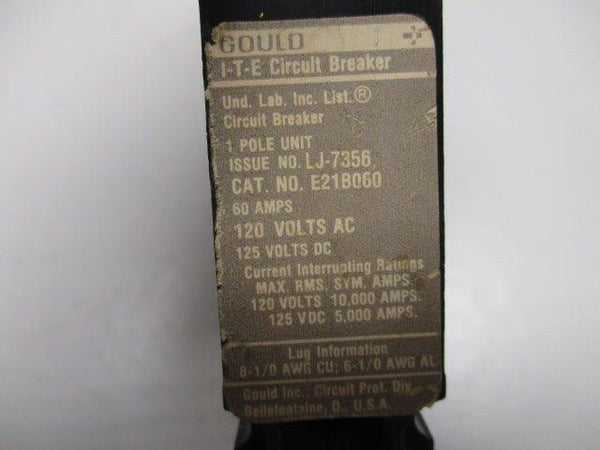 GOULD
I-T-E Circuit Breaker
Und. Lab. Inc. List.®
Circuit Breaker
1 POLE UNIT
ISSUE NO. LJ-7356
CAT. NO. E21B060
60 AMPS
120 VOLTS AC
125 VOLTS DC
Current Interrupting Ratings
MAX. RMS. SYM. AMPS.
120 VOLTS 10,000 AMPS.
125 VDC 5,000 AMPS.
Lug Information
8-1/0 AWG CU; 6-1/0 AWG AL
Gould Inc.: Circuit Prot. Div.
Bellefontaine, O., U.S.A.